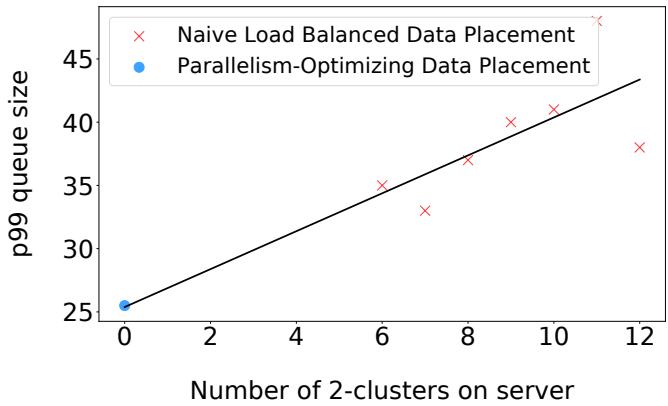 Naive Load Balanced Data Placement
Parallelism-Optimizing Data Placement
p99 queue size
45
40
35
30
25
0 2 4 6 8 10 12
Number of 2-clusters on server